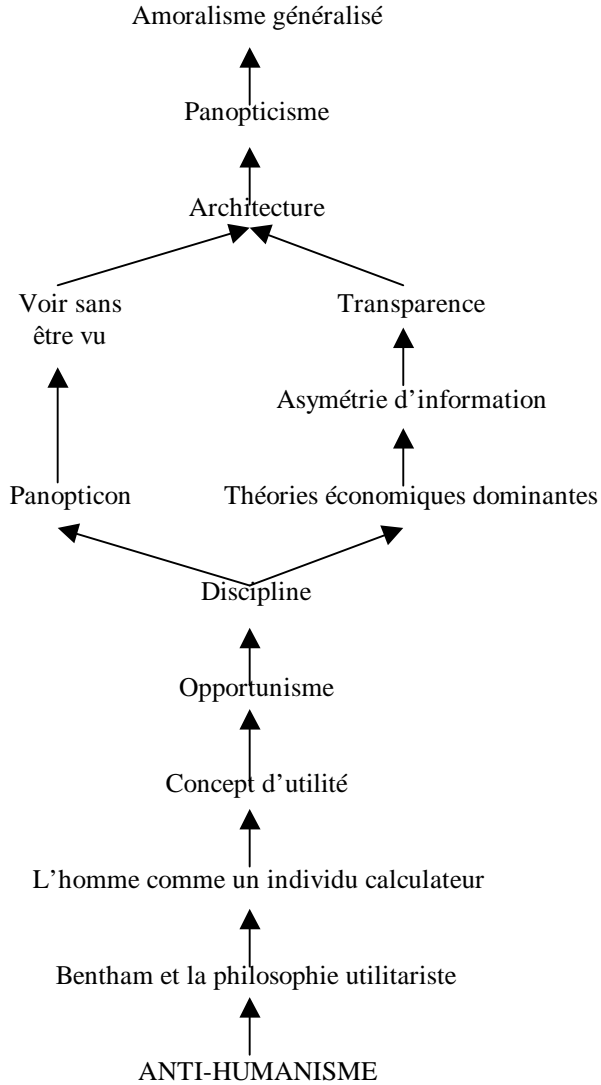 Amoralisme généralisé
Panopticisme
Architecture
Voir sans
être vu
Transparence
Asymétrie d’information
Panopticon
Théories économiques dominantes
Discipline
Opportunisme
Concept d’utilité
L’homme comme un individu calculateur
Bentham et la philosophie utilitariste
ANTI-HUMANISME